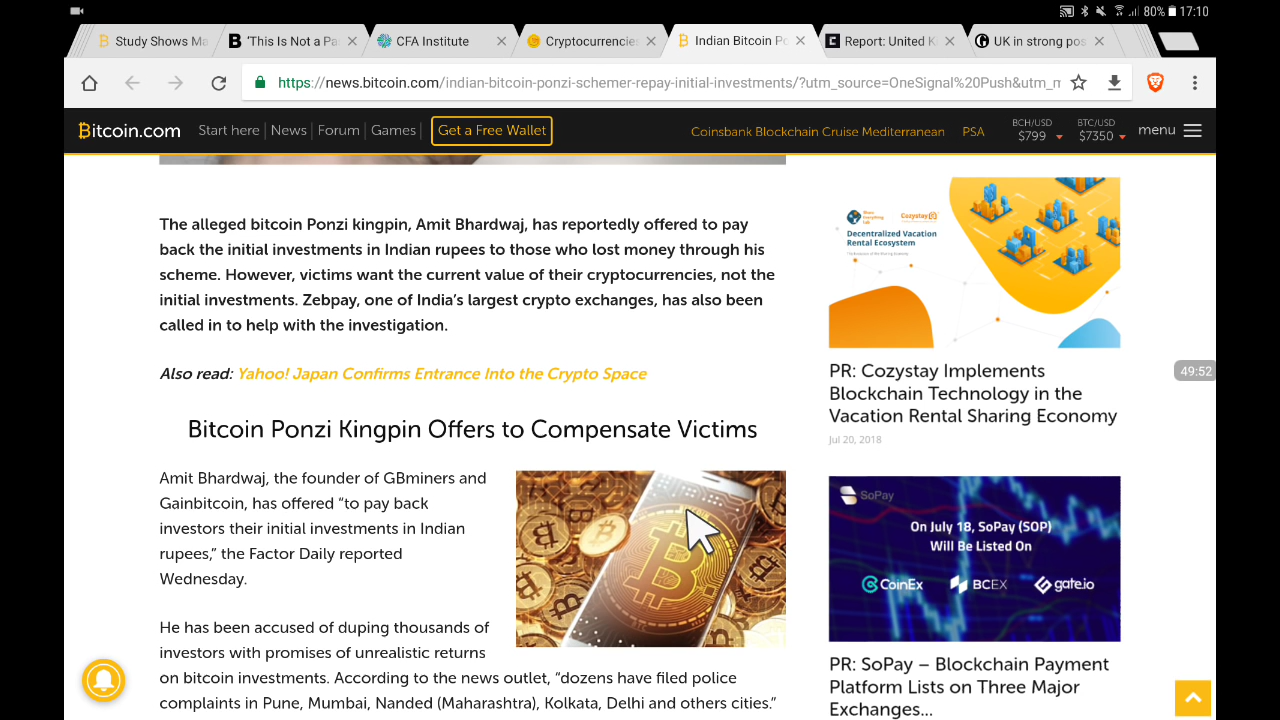 80% 17:10
Study Shows Ma
'This Is Not a Pa
CFA Institute
Cryptocurrencie
Indian Bitcoin Po
Report: United K
UK in strong pos
https://news.bitcoin.com/indian-bitcoin-ponzi-schemer-repay-initial-investments/?utm_source=OneSignal%20Push&utm_m
Bitcoin.com
Start here
News
Forum
Games
Get a Free Wallet
Coinsbank Blockchain Cruise Mediterranean
PSA
BCH/USD
$799
BTC/USD
$7350
menu
The alleged bitcoin Ponzi kingpin, Amit Bhardwaj, has reportedly offered to pay
back the initial investments in Indian rupees to those who lost money through his
scheme. However, victims want the current value of their cryptocurrencies, not the
initial investments. Zebpay, one of India's largest crypto exchanges, has also been
called in to help with the investigation.
Also read: Yahoo! Japan Confirms Entrance Into the Crypto Space
Bitcoin Ponzi Kingpin Offers to Compensate Victims
Amit Bhardwaj, the founder of GBminers and
Gainbitcoin, has offered “to pay back
investors their initial investments in Indian
rupees,” the Factor Daily reported
Wednesday.
He has been accused of duping thousands of
investors with promises of unrealistic returns
on bitcoin investments. According to the news outlet, “dozens have filed police
complaints in Pune, Mumbai, Nanded (Maharashtra), Kolkata, Delhi and others cities.”
Cozystay
Decentralized Vacation
Rental Ecosystem
PR: Cozystay Implements
Blockchain Technology in the
Vacation Rental Sharing Economy
Jul 20, 2018
49:52
SoPay
On July 18, SoPay (SOP)
Will Be Listed On
CoinEx
BCEX
gate.io
PR: SoPay – Blockchain Payment
Platform Lists on Three Major
Exchanges...